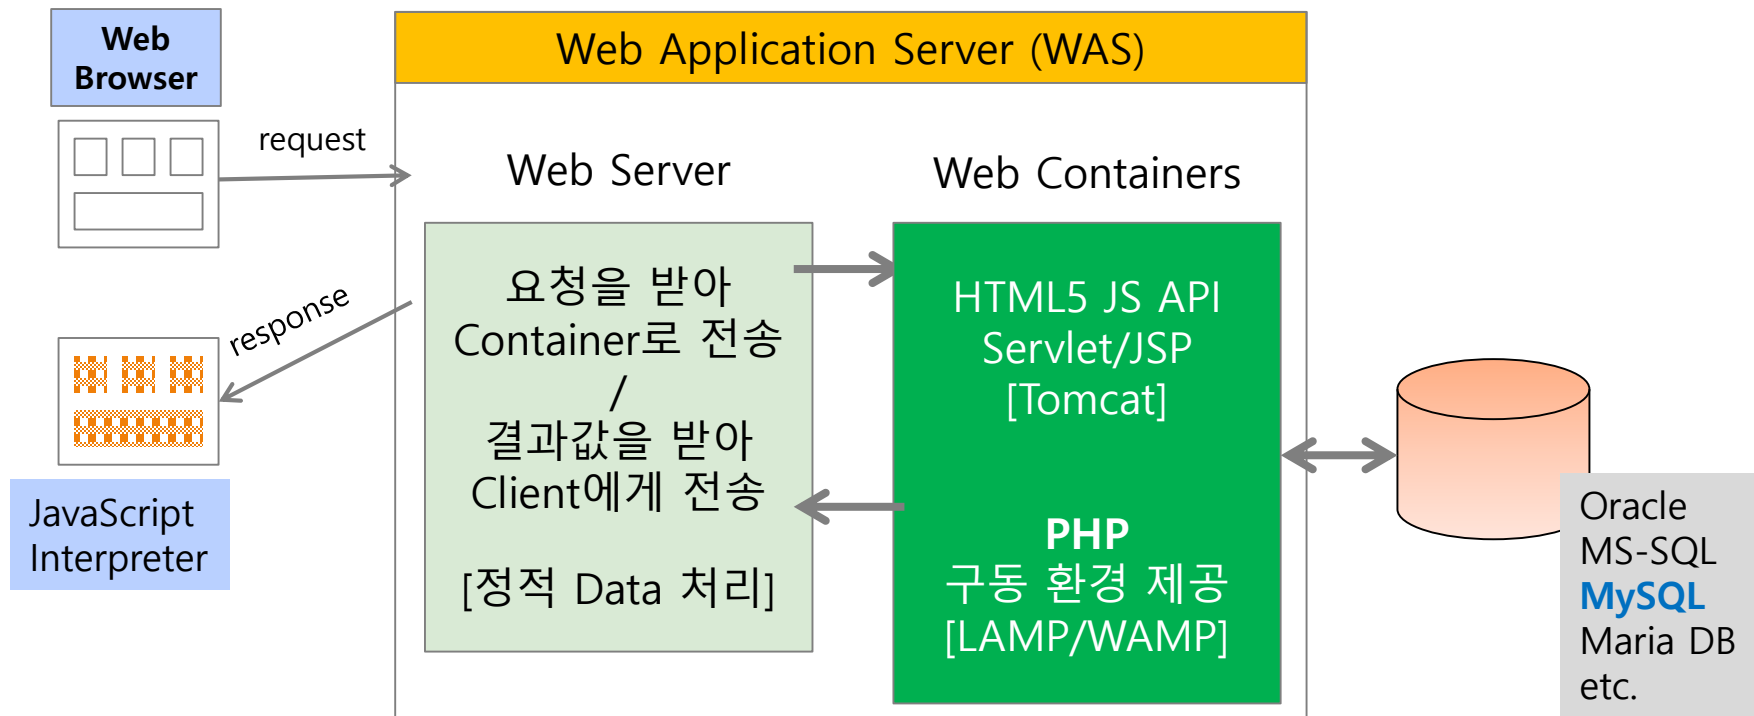 Web
Browser
request
response
JavaScript
Interpreter
Web Application Server (WAS)
Web Server
요청을 받아
Container로 전송
/
결과값을 받아
Client에게 전송
[정적 Data 처리]
Web Containers
HTML5 JS API
Servlet/JSP
[Tomcat]
PHP
구동 환경 제공
[LAMP/WAMP]
Oracle
MS-SQL
MySQL
Maria DB
etc.